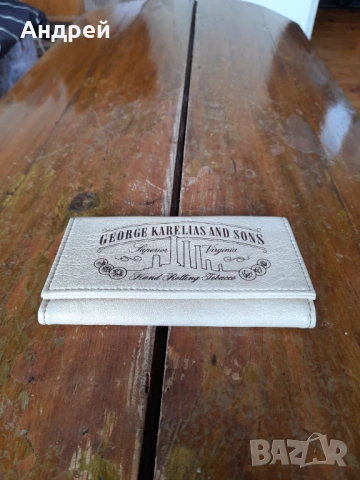 Андрей
GEORGE KARELIAS AND SONS
Superior Virginia
Hand Rolling Tobacco
BAZAR